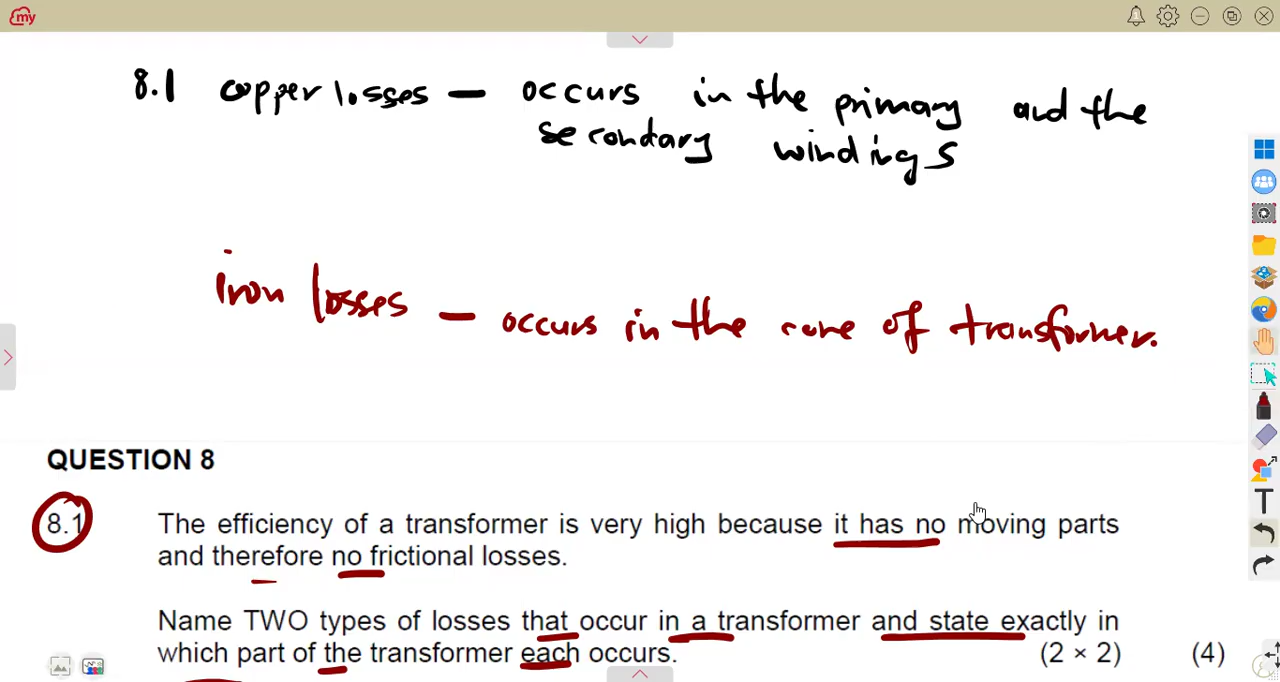 my
8.1 copper losses – occurs in the primary and the
secondary windings
iron losses – occurs in the core of transformer.
QUESTION 8
8.1 The efficiency of a transformer is very high because it has no moving parts
and therefore no frictional losses.
Name TWO types of losses that occur in a transformer and state exactly in
which part of the transformer each occurs. (2 × 2) (4)